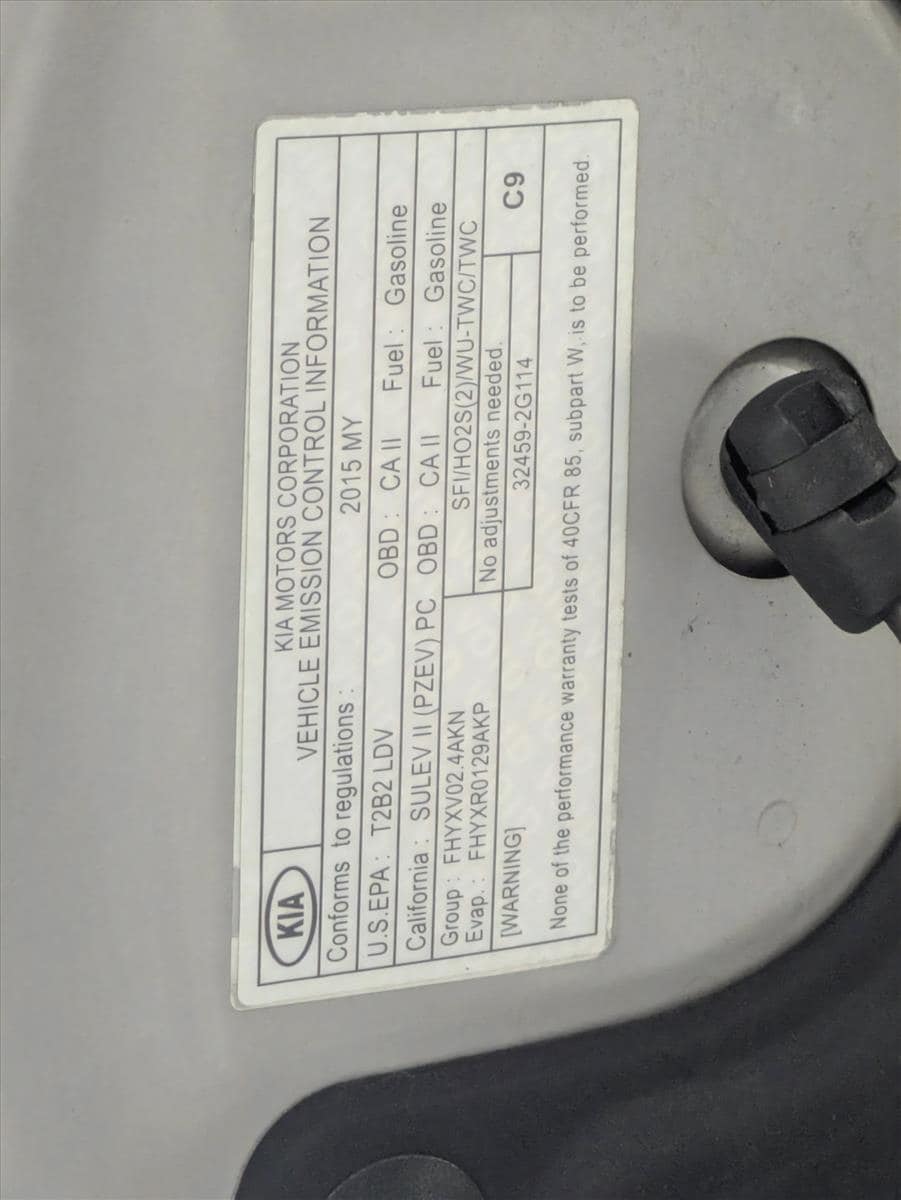 KIA
KIA MOTORS CORPORATION
VEHICLE EMISSION CONTROL INFORMATION
Conforms to regulations : 2015 MY
U.S.EPA : T2B2 LDV OBD : CA II Fuel : Gasoline
California : SULEV II (PZEV) PC OBD : CA II Fuel : Gasoline
Group : FHYXV02.4AKN SFI/HO2S(2)/WU-TWC/TWC
Evap. : FHYXR0129AKP No adjustments needed.
[WARNING] 32459-2G114 C9
None of the performance warranty tests of 40CFR 85, subpart W, is to be performed.